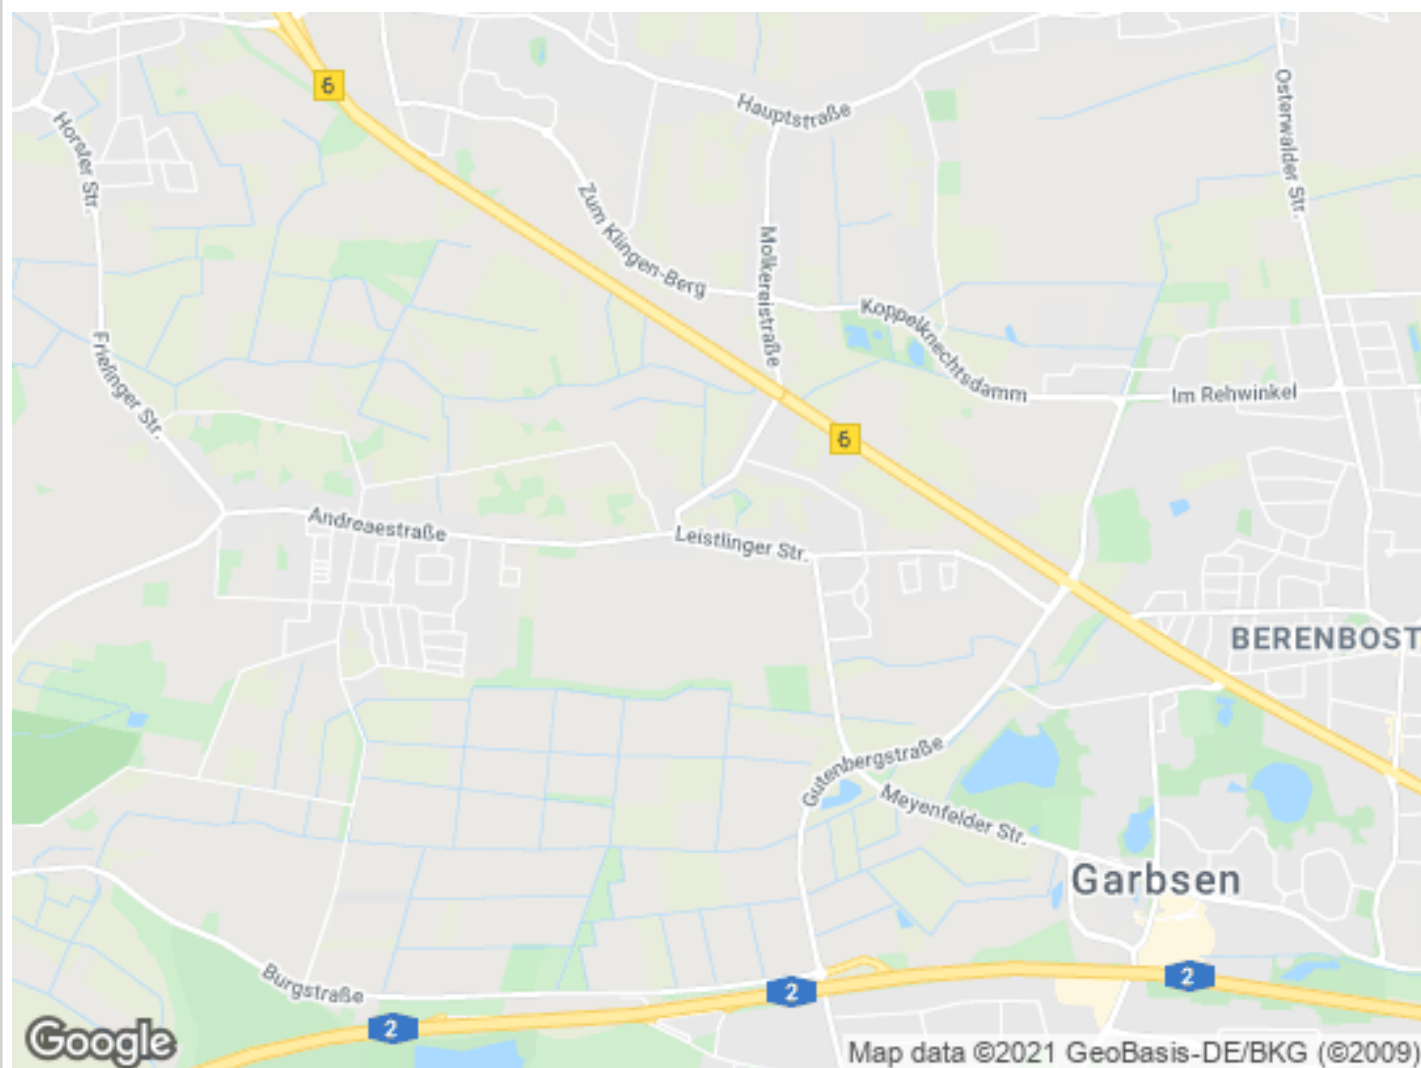 6
Hauptstraße
Osterwalder Str.
Horster Str.
Zum Klingen-Berg
Molkereistraße
Koppelknechtsdamm
Frielinger Str.
Im Rehwinkel
6
Andreaestraße
Leistlinger Str.
BERENBOST
Gutenbergstraße
Meyenfelder Str.
Garbsen
Burgstraße
2
2
2
Google
Map data ©2021 GeoBasis-DE/BKG (©2009)